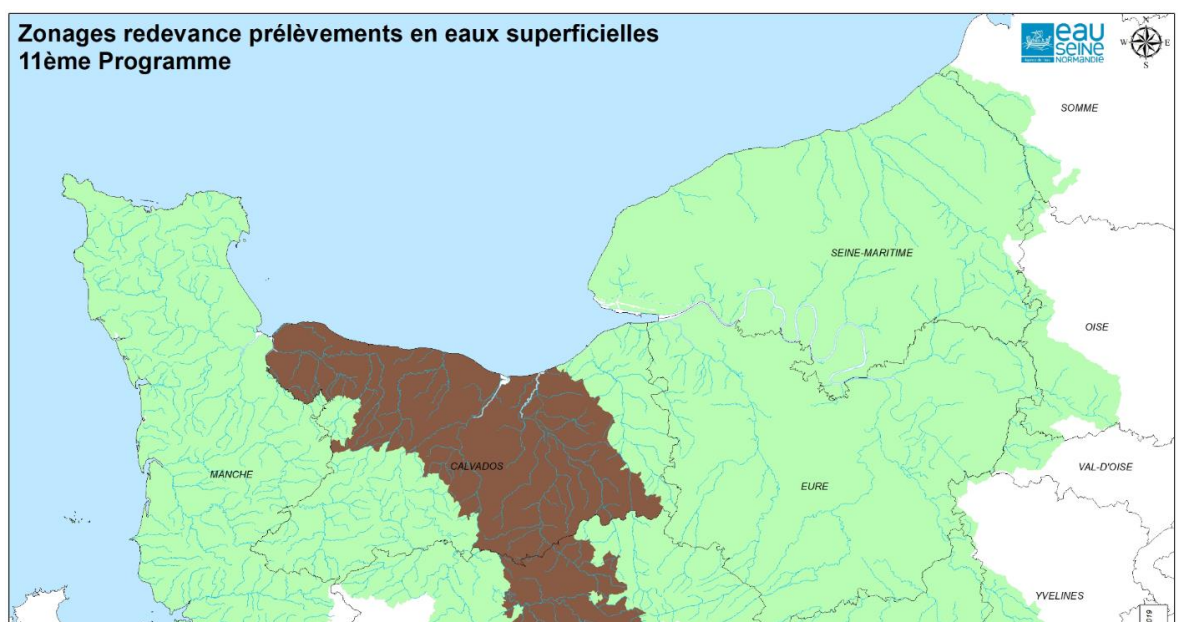 Zonages redevance prélèvements en eaux superficielles
11ème Programme
eau
SEINE
NORMANDIE
N
W
E
S
SOMME
SEINE-MARITIME
OISE
MANCHE
CALVADOS
EURE
VAL-D'OISE
YVELINES